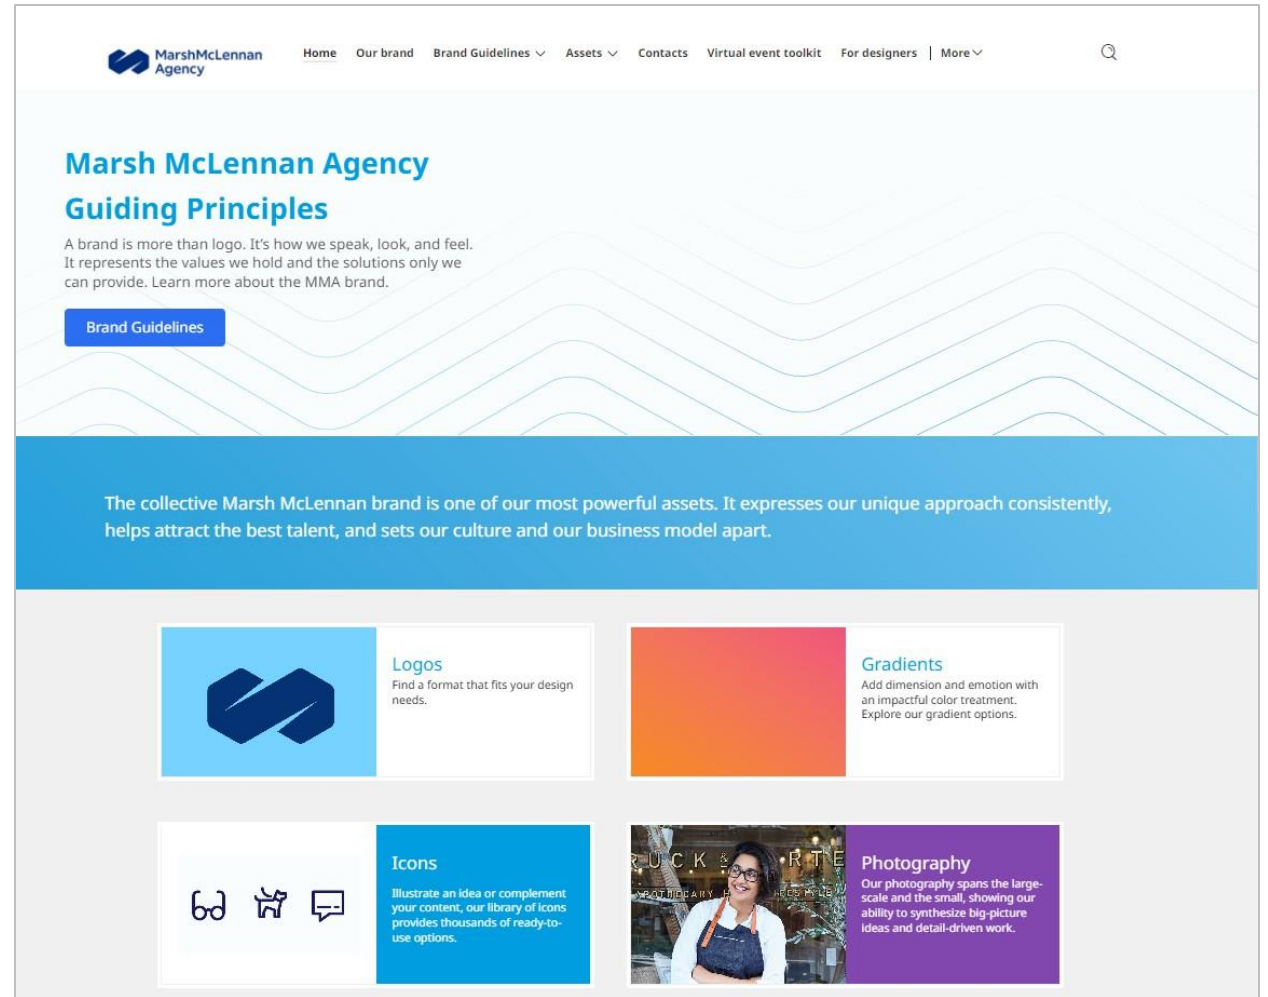 MarshMcLennan
Agency
Home
Our brand
Brand Guidelines
Assets
Contacts
Virtual event toolkit
For designers
More
Marsh McLennan Agency
Guiding Principles
A brand is more than logo. It's how we speak, look, and feel.
It represents the values we hold and the solutions only we
can provide. Learn more about the MMA brand.
Brand Guidelines
The collective Marsh McLennan brand is one of our most powerful assets. It expresses our unique approach consistently,
helps attract the best talent, and sets our culture and our business model apart.
Logos
Find a format that fits your design
needs.
Gradients
Add dimension and emotion with
an impactful color treatment.
Explore our gradient options.
Icons
Illustrate an idea or complement
your content, our library of icons
provides thousands of ready-to-
use options.
Photography
Our photography spans the large-
scale and the small, showing our
ability to synthesize big-picture
ideas and detail-driven work.